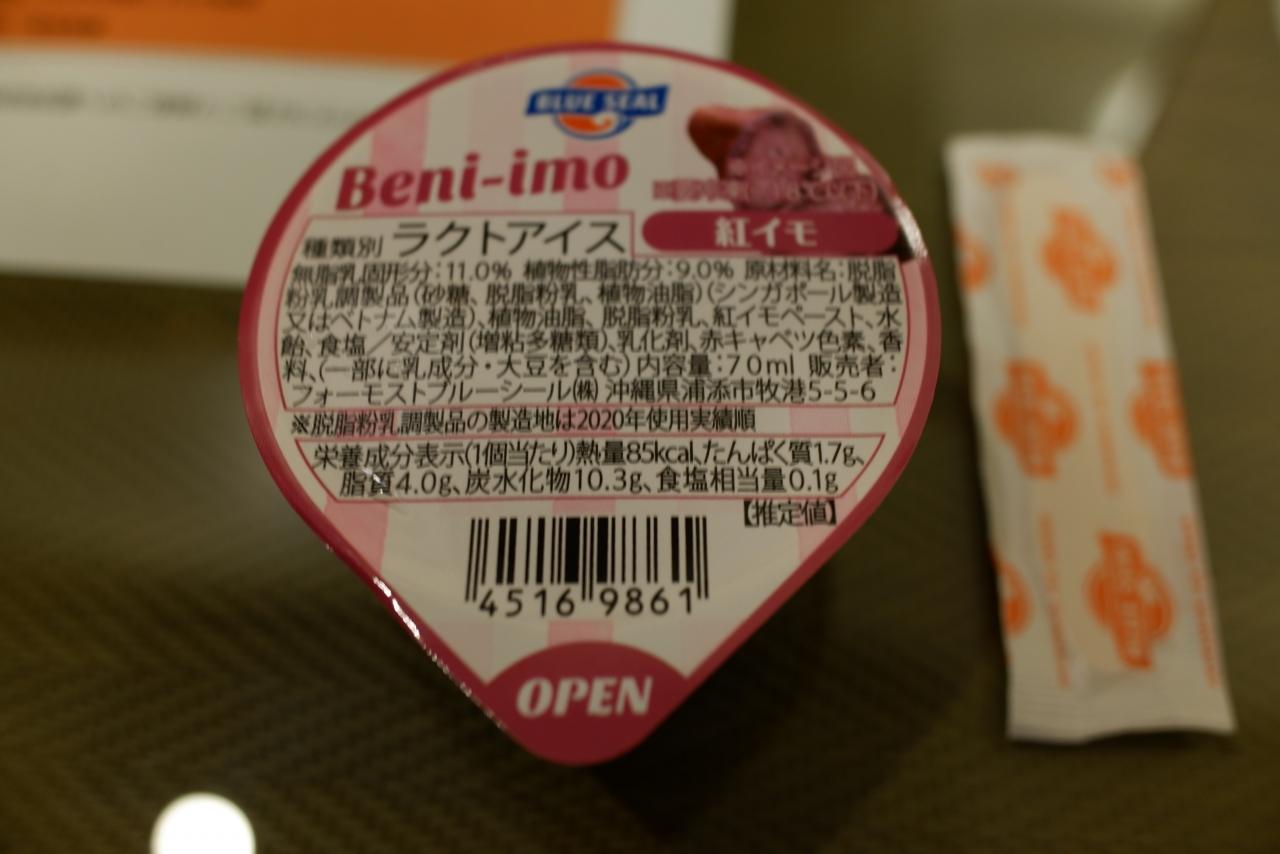 BLUE SEAL
Beni-imo
種類別 ラクトアイス
紅イモ
無脂乳固形分:11.0% 植物性脂肪分:9.0% 原材料名:脱脂
粉乳調製品(砂糖、脱脂粉乳、植物油脂)(シンガポール製造
又はベトナム製造)、植物油脂、脱脂粉乳、紅イモペースト、水
飴、食塩/安定剤(増粘多糖類)、乳化剤、赤キャベツ色素、香
料、(一部に乳成分・大豆を含む) 内容量:70ml 販売者:
フォーモストブルーシール㈱ 沖縄県浦添市牧港5-5-6
※脱脂粉乳調製品の製造地は2020年使用実績順
栄養成分表示(1個当たり)熱量85kcal、たんぱく質1.7g、
脂質4.0g、炭水化物10.3g、食塩相当量0.1g
【推定値】
4516 9861
OPEN